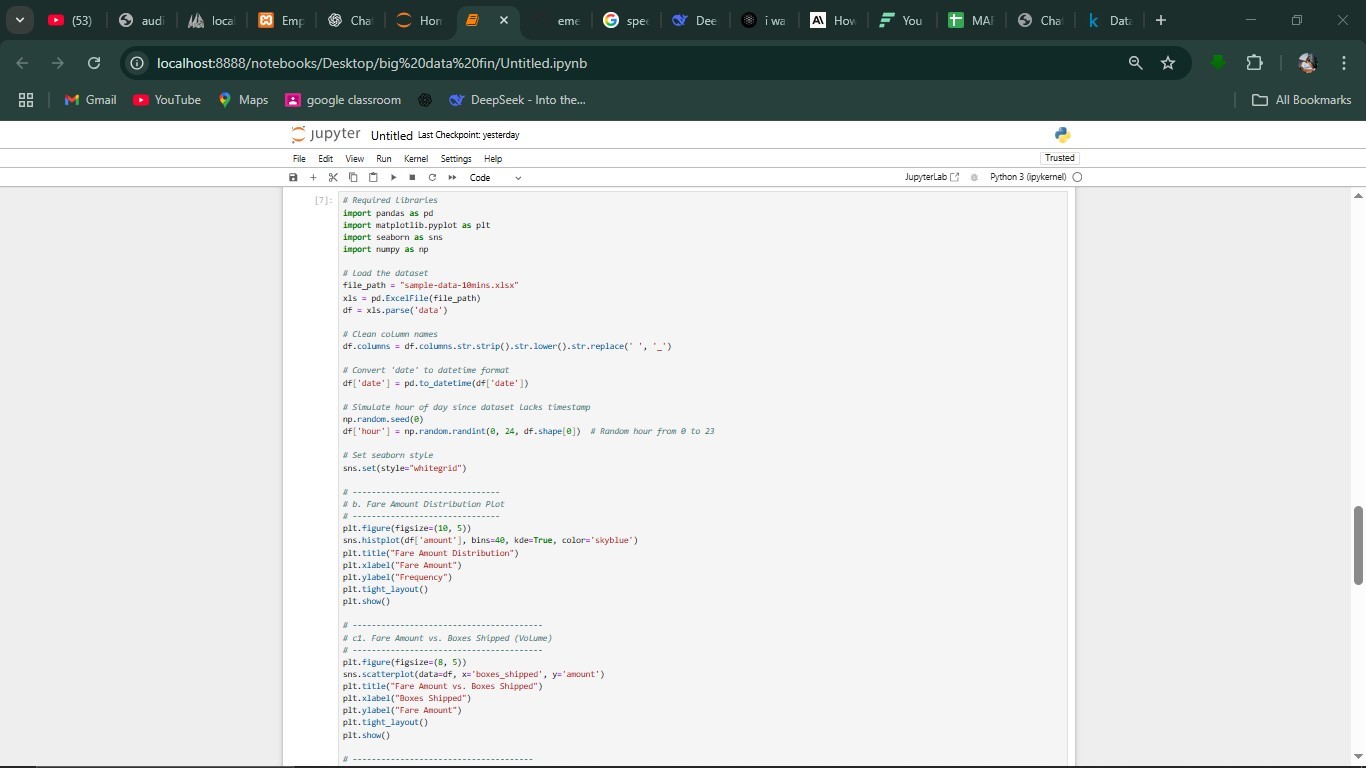 (53)
audi
local
Emp
Cha
Hon
eme
spec
Dee
i wa
How
You
MAI
Cha
Data
localhost:8888/notebooks/Desktop/big%20data%20fin/Untitled.ipynb
Gmail
YouTube
Maps
google classroom
DeepSeek - Into the...
All Bookmarks
jupyter Untitled Last Checkpoint: yesterday
File Edit View Run Kernel Settings Help
Trusted
Code
JupyterLab
Python 3 (ipykernel)
[7]:
# Required Libraries
import pandas as pd
import matplotlib.pyplot as plt
import seaborn as sns
import numpy as np
# Load the dataset
file_path = "sample-data-10mins.xlsx"
xls = pd.ExcelFile(file_path)
df = xls.parse('data')
# Clean column names
df.columns = df.columns.str.strip().str.lower().str.replace(' ', '_')
# Convert 'date' to datetime format
df['date'] = pd.to_datetime(df['date'])
# Simulate hour of day since dataset lacks timestamp
np.random.seed(0)
df['hour'] = np.random.randint(0, 24, df.shape[0])  # Random hour from 0 to 23
# Set seaborn style
sns.set(style="whitegrid")
# -------------------------------
# b. Fare Amount Distribution Plot
# -------------------------------
plt.figure(figsize=(10, 5))
sns.histplot(df['amount'], bins=40, kde=True, color='skyblue')
plt.title("Fare Amount Distribution")
plt.xlabel("Fare Amount")
plt.ylabel("Frequency")
plt.tight_layout()
plt.show()
# ----------------------------------------
# c1. Fare Amount vs. Boxes Shipped (Volume)
# ----------------------------------------
plt.figure(figsize=(8, 5))
sns.scatterplot(data=df, x='boxes_shipped', y='amount')
plt.title("Fare Amount vs. Boxes Shipped")
plt.xlabel("Boxes Shipped")
plt.ylabel("Fare Amount")
plt.tight_layout()
plt.show()
# --------------------------------------